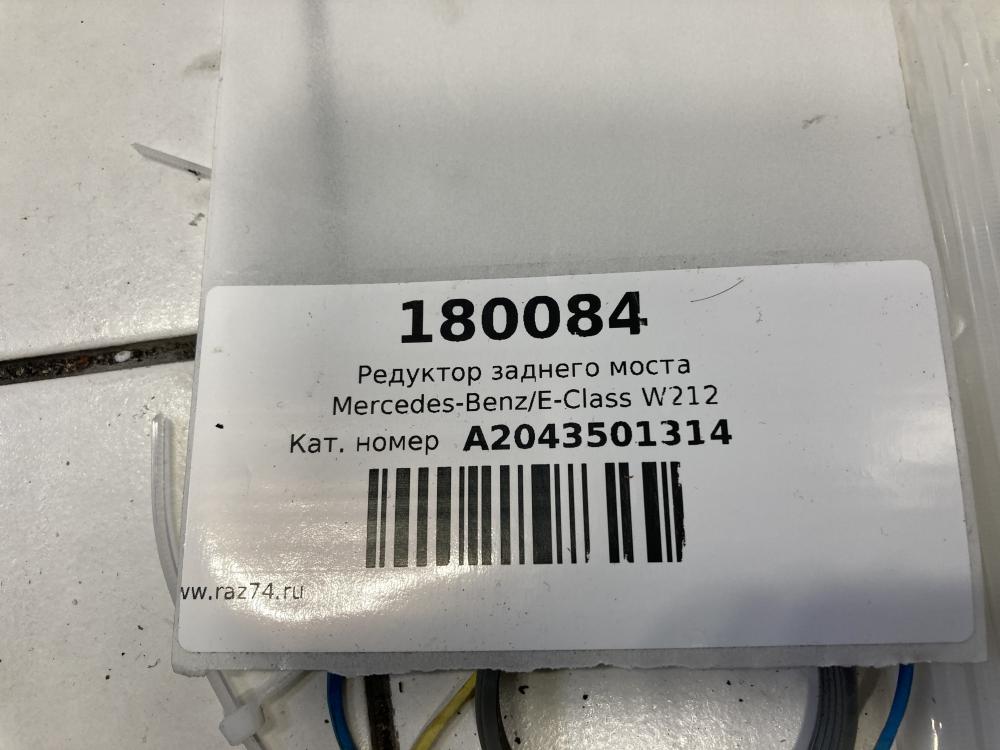 180084
Редуктор заднего моста
Mercedes-Benz/E-Class W212
Кат. номер A2043501314
ww.raz74.ru